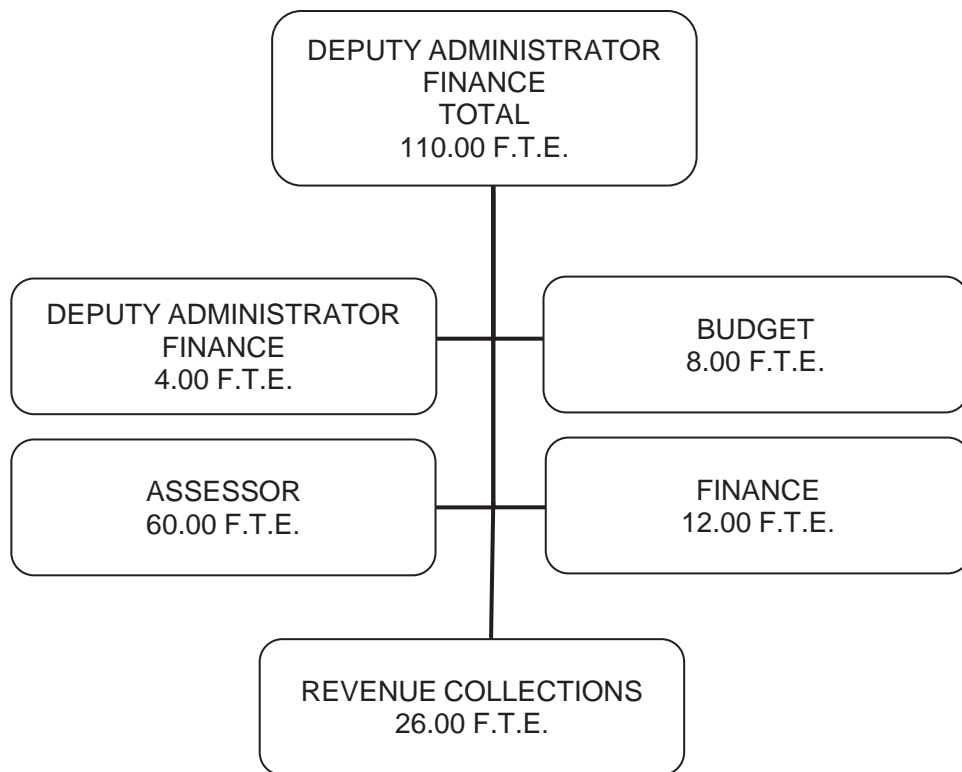 DEPUTY ADMINISTRATOR
FINANCE
TOTAL
110.00 F.T.E.
DEPUTY ADMINISTRATOR
FINANCE
4.00 F.T.E.
BUDGET
8.00 F.T.E.
ASSESSOR
60.00 F.T.E.
FINANCE
12.00 F.T.E.
REVENUE COLLECTIONS
26.00 F.T.E.